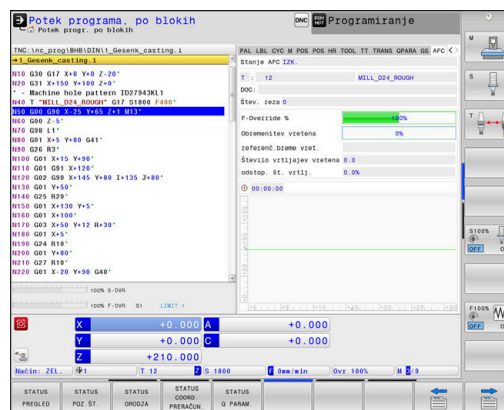 Potek programa, po blokih
Potek progr. po blokih
DNC
Programiranje
TNC:\nc_prog\BHB\DIN\1_Gesenk_casting.i
→1_Gesenk_casting.i
N10 G30 G17 X+0 Y+0 Z-20*
N20 G31 X+150 Y+100 Z+0*
* - Machine hole pattern ID27943KL1
N40 T "MILL_D24_ROUGH" G17 S1800 F400*
N50 G00 G90 X-25 Y+65 Z+1 M13*
N60 G00 Z-5*
N70 G98 L1*
N80 G01 X+5 Y+80 G41*
N90 G26 R3*
N100 G01 X+15 Y+90*
N110 G01 G91 X+120*
N120 G02 G90 X+145 Y+80 I+135 J+80*
N130 G01 Y+50*
N140 G25 R20*
N150 G01 X+130 Y+5*
N160 G01 X+100*
N170 G03 X+50 Y+12 R+30*
N180 G01 X+5*
N190 G24 R10*
N200 G01 Y+80*
N210 G27 R10*
N220 G01 X-20 Y+90 G40*
100% S-OVR
100% F-OVR S1 LIMIT 1
PAL LBL CYC M POS POS HR TOOL TT TRANS QPARA GS AFC
Stanje AFC IZK.
T : 12 MILL_D24_ROUGH
DOC:
Štev. reza 0
F-Override % 100%
Obremenitev vretena 0%
referenč.breme vret.
Število vrtljajev vretena 0.0
odstop. št. vrtlj. 0.0%
00:00:00
X +0.000 A +0.000
Y +0.000 C +0.000
Z +210.000
Način: ŽEL. 1 T 12 Z S 1800 F 0mm/min Ovr 100% M 5/9
STATUS PREGLED
STATUS POZ.ŠT.
STATUS ORODJA
STATUS COORD. PRERAČUN.
STATUS Q PARAM.
M
S
T
S100%
OFF
F100%
OFF